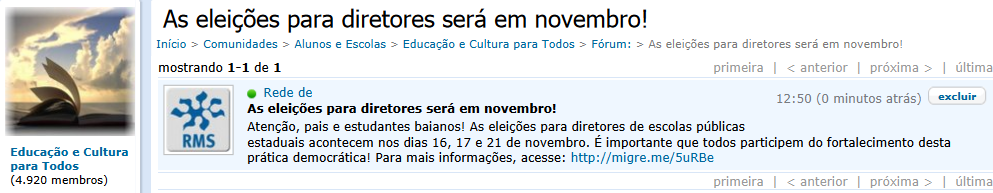 As eleições para diretores será em novembro!
Início > Comunidades > Alunos e Escolas > Educação e Cultura para Todos > Fórum: > As eleições para diretores será em novembro!
mostrando 1-1 de 1
primeira | < anterior | próxima > | última
Rede de
As eleições para diretores será em novembro!
12:50 (0 minutos atrás) excluir
Atenção, pais e estudantes baianos! As eleições para diretores de escolas públicas
estaduais acontecem nos dias 16, 17 e 21 de novembro. É importante que todos participem do fortalecimento desta
prática democrática! Para mais informações, acesse: http://migre.me/5uRBe
RMS
primeira | < anterior | próxima > | última
Educação e Cultura
para Todos
(4.920 membros)